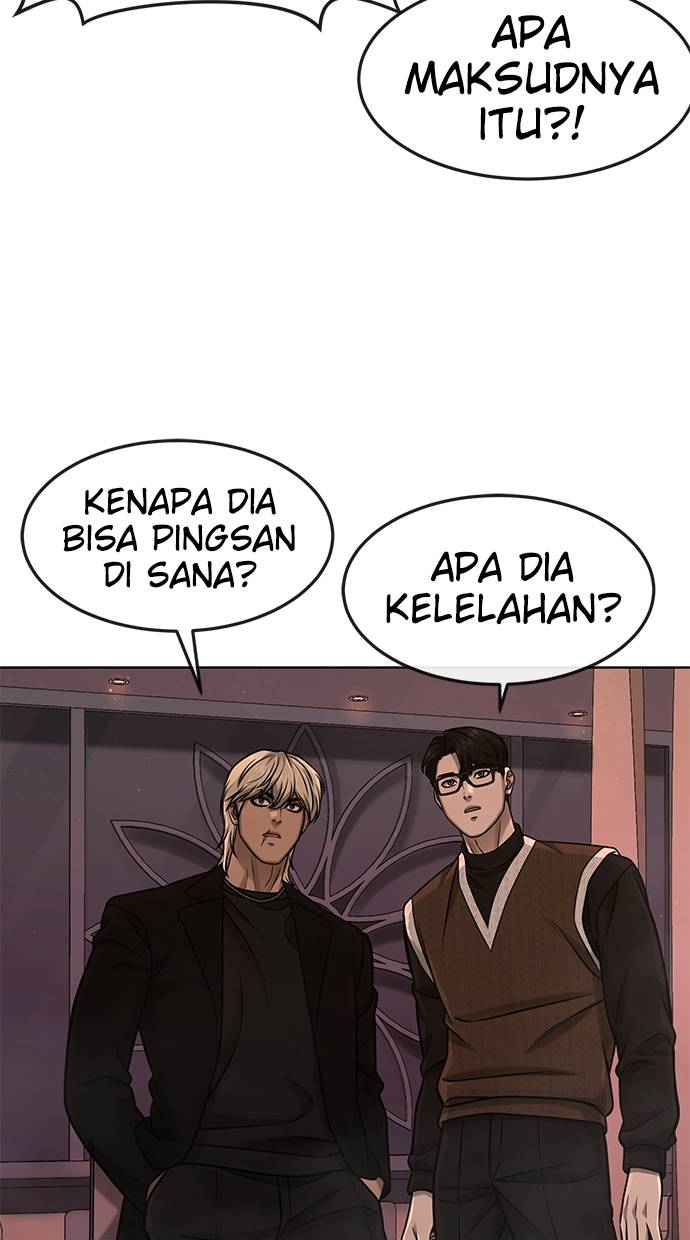 APA
MAKSUDNYA
ITU?!
KENAPA DIA
BISA PINGSAN
DI SANA?
APA DIA
KELELAHAN?